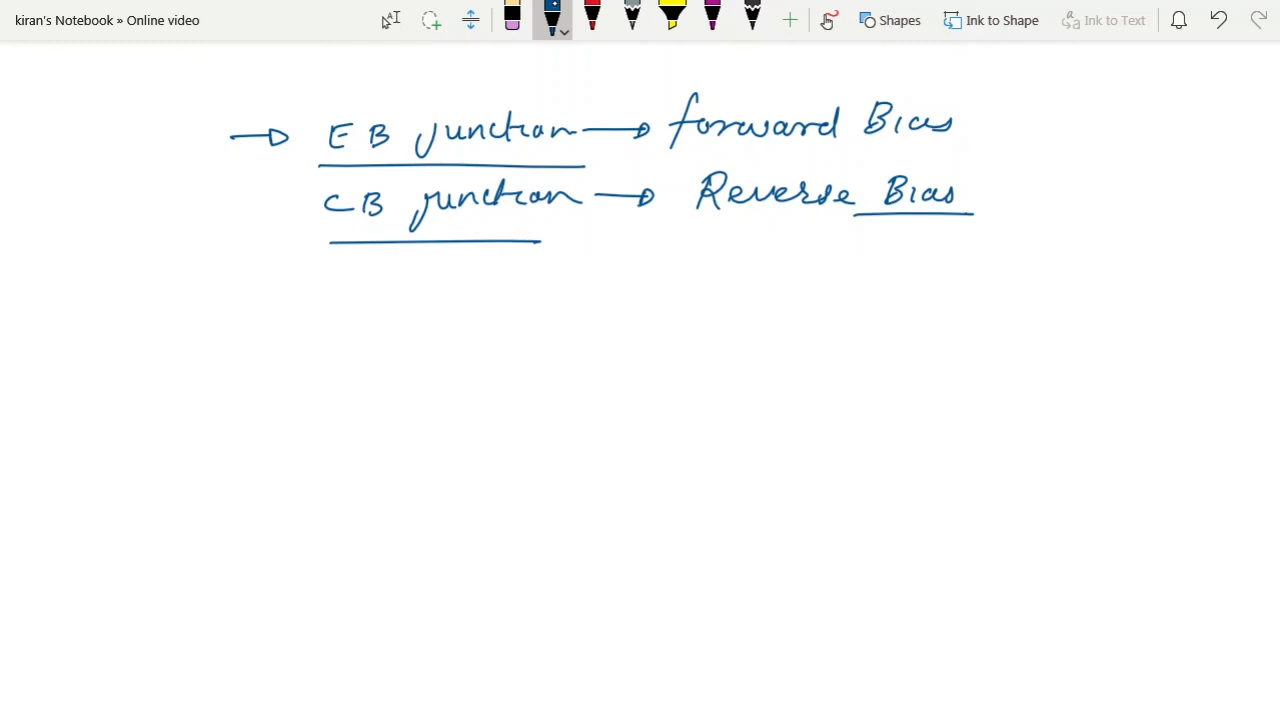 kiran's Notebook » Online video
Shapes
Ink to Shape
Ink to Text
→ EB junction → forward Bias
CB junction → Reverse Bias